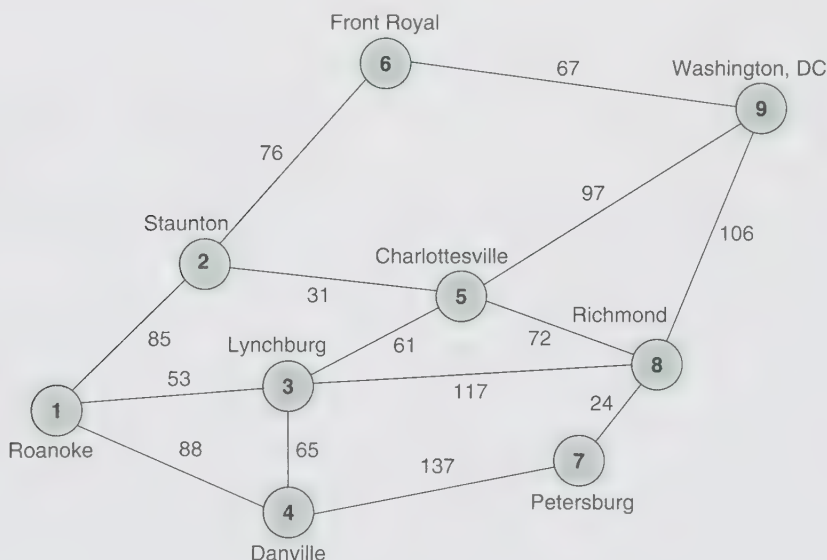 Front Royal
6
67
Washington, DC
9
76
97
Staunton
2
106
Charlottesville
5
31
Richmond
85
Lynchburg
61
72
8
53
3
117
1
24
Roanoke
88
65
137
7
4
Petersburg
Danville